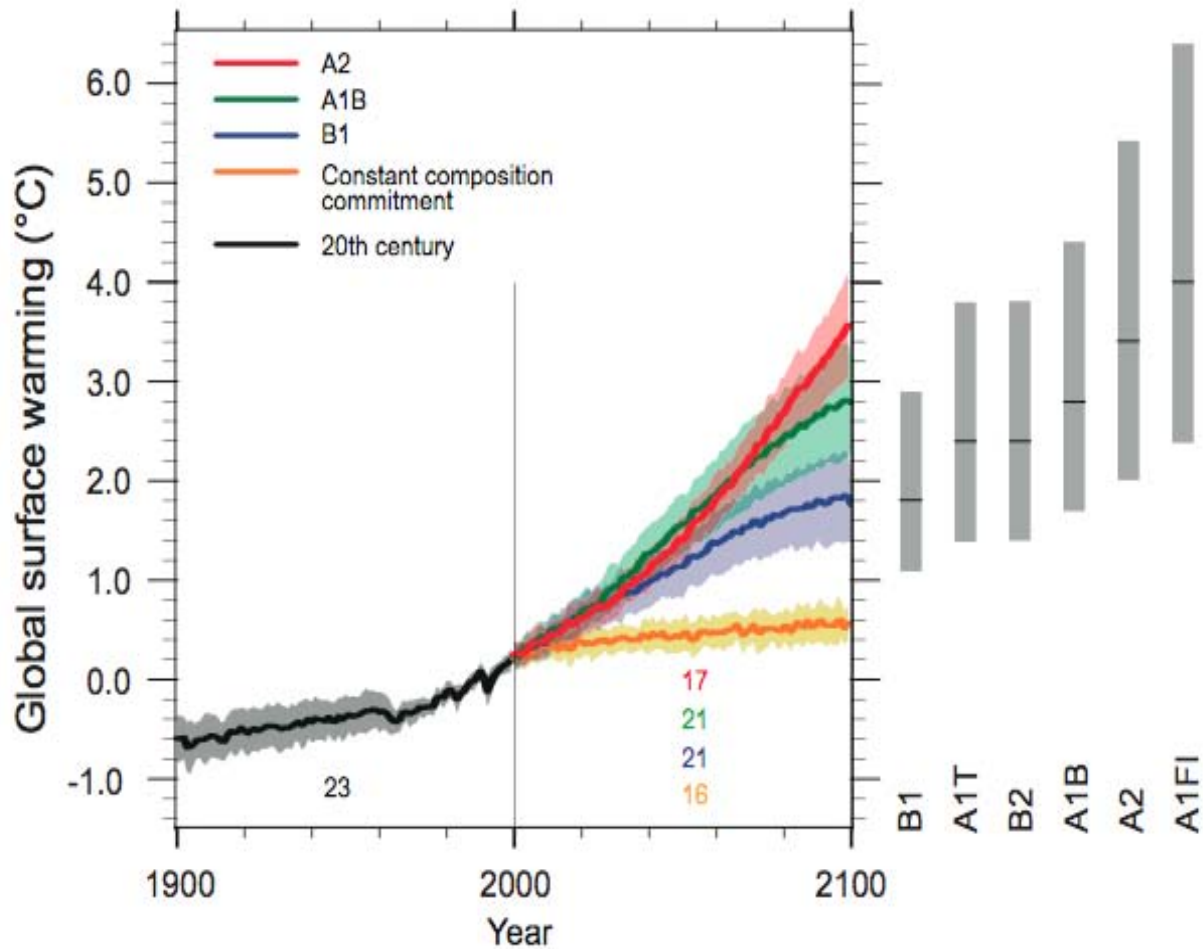 Global surface warming (°C)
6.0
5.0
4.0
3.0
2.0
1.0
0.0
-1.0
A2
A1B
B1
Constant composition
commitment
20th century
17
21
21
16
23
1900
2000
2100
Year
B1
A1T
B2
A1B
A2
A1FI